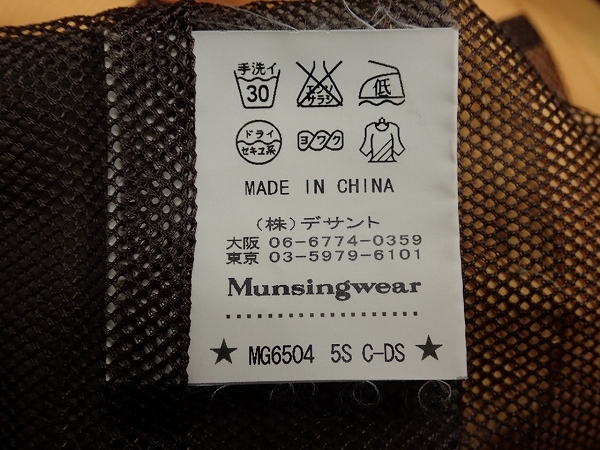 手洗イ
30
エンソ
サラシ
低
ドライ
セキユ系
ヨワク
MADE IN CHINA
(株)デサント
大阪 06-6774-0359
東京 03-5979-6101
Munsingwear
★ MG6504 5S C-DS ★